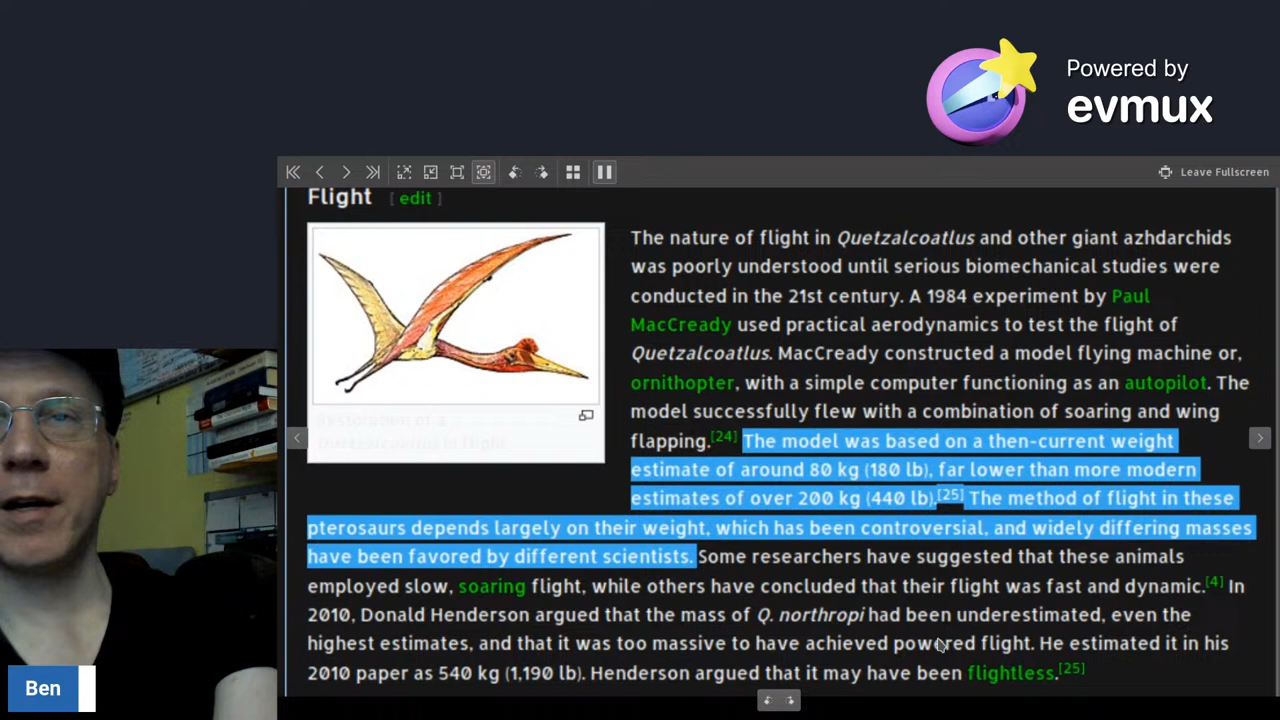 Powered by
evmux
Leave Fullscreen
Flight [ edit ]
The nature of flight in Quetzalcoatlus and other giant azhdarchids
was poorly understood until serious biomechanical studies were
conducted in the 21st century. A 1984 experiment by Paul
MacCready used practical aerodynamics to test the flight of
Quetzalcoatlus. MacCready constructed a model flying machine or,
ornithopter, with a simple computer functioning as an autopilot. The
model successfully flew with a combination of soaring and wing
flapping.[24] The model was based on a then-current weight
estimate of around 80 kg (180 lb), far lower than more modern
estimates of over 200 kg (440 lb).[25] The method of flight in these
pterosaurs depends largely on their weight, which has been controversial, and widely differing masses
have been favored by different scientists. Some researchers have suggested that these animals
employed slow, soaring flight, while others have concluded that their flight was fast and dynamic.[4] In
2010, Donald Henderson argued that the mass of Q. northropi had been underestimated, even the
highest estimates, and that it was too massive to have achieved powered flight. He estimated it in his
2010 paper as 540 kg (1,190 lb). Henderson argued that it may have been flightless.[25]
Restoration of a
Quetzalcoatlus in flight
Ben